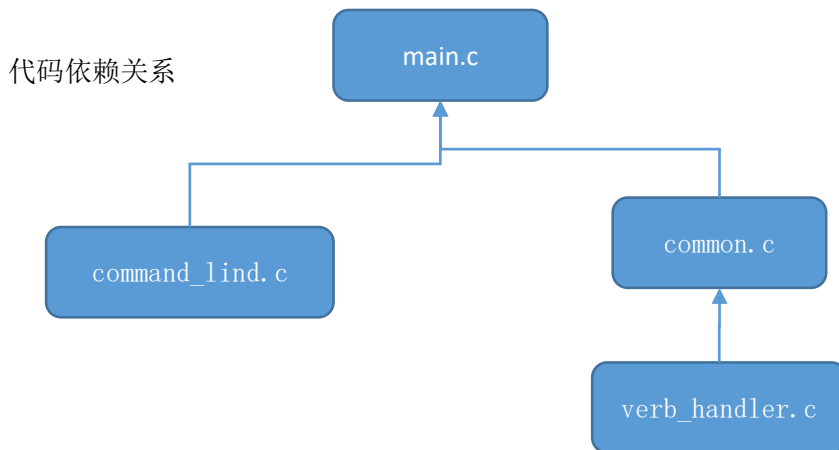 main.c
代码依赖关系
common.c
command_lind.c
verb_handler.c